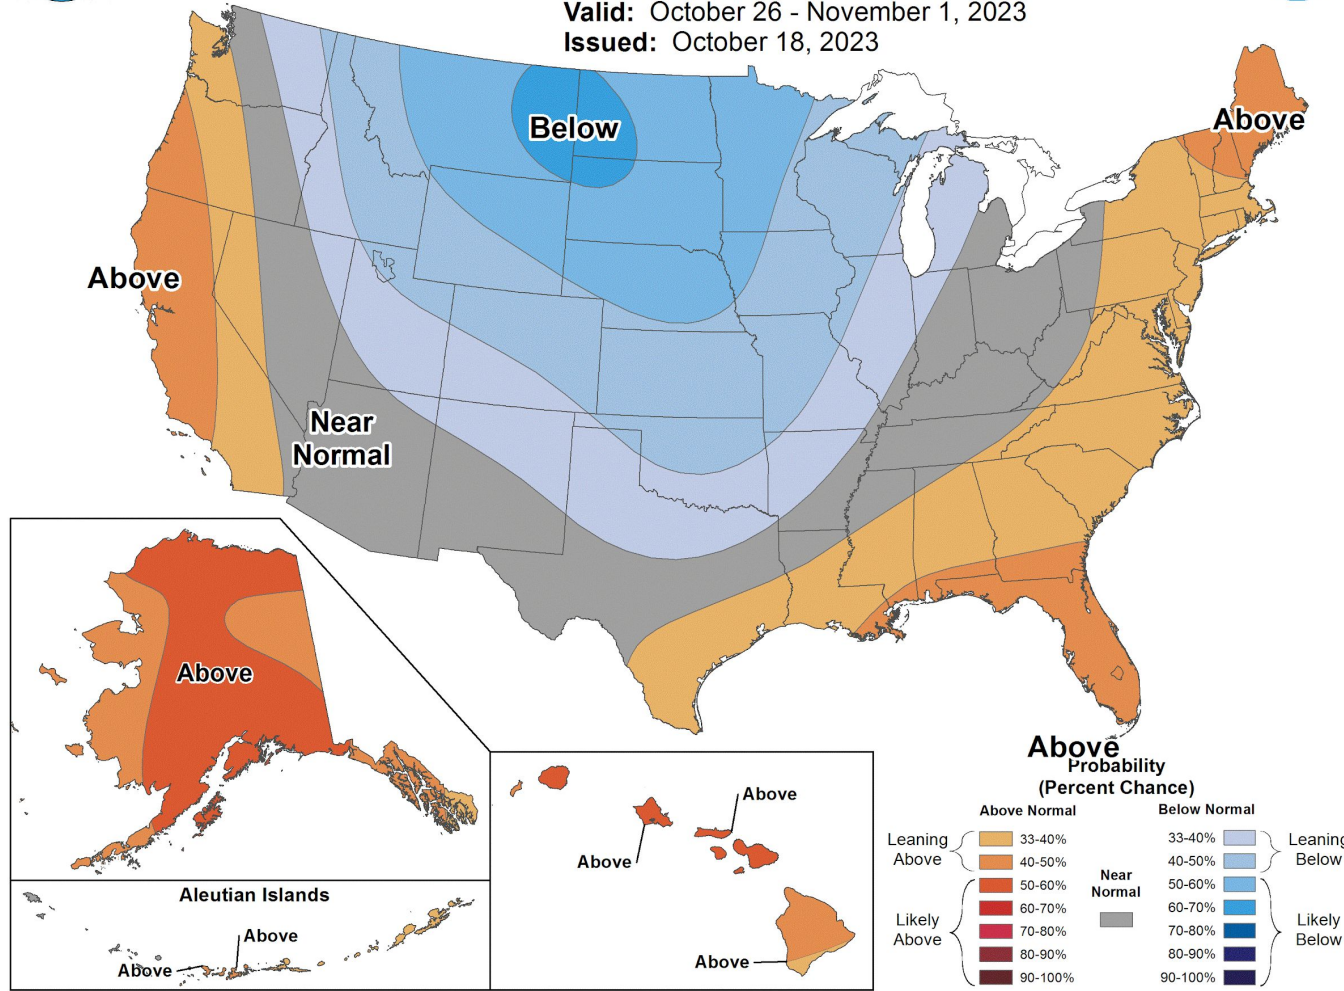 Valid: October 26 - November 1, 2023
Issued: October 18, 2023
Below
Above
Above
Near
Normal
Above
Above
Probability
(Percent Chance)
Above Normal
Below Normal
Leaning
Above
33-40%
40-50%
Likely
Above
50-60%
60-70%
70-80%
80-90%
90-100%
Near
Normal
33-40%
40-50%
50-60%
60-70%
70-80%
80-90%
90-100%
Leaning
Below
Likely
Below
Above
Above
Above
Aleutian Islands
Above
Above